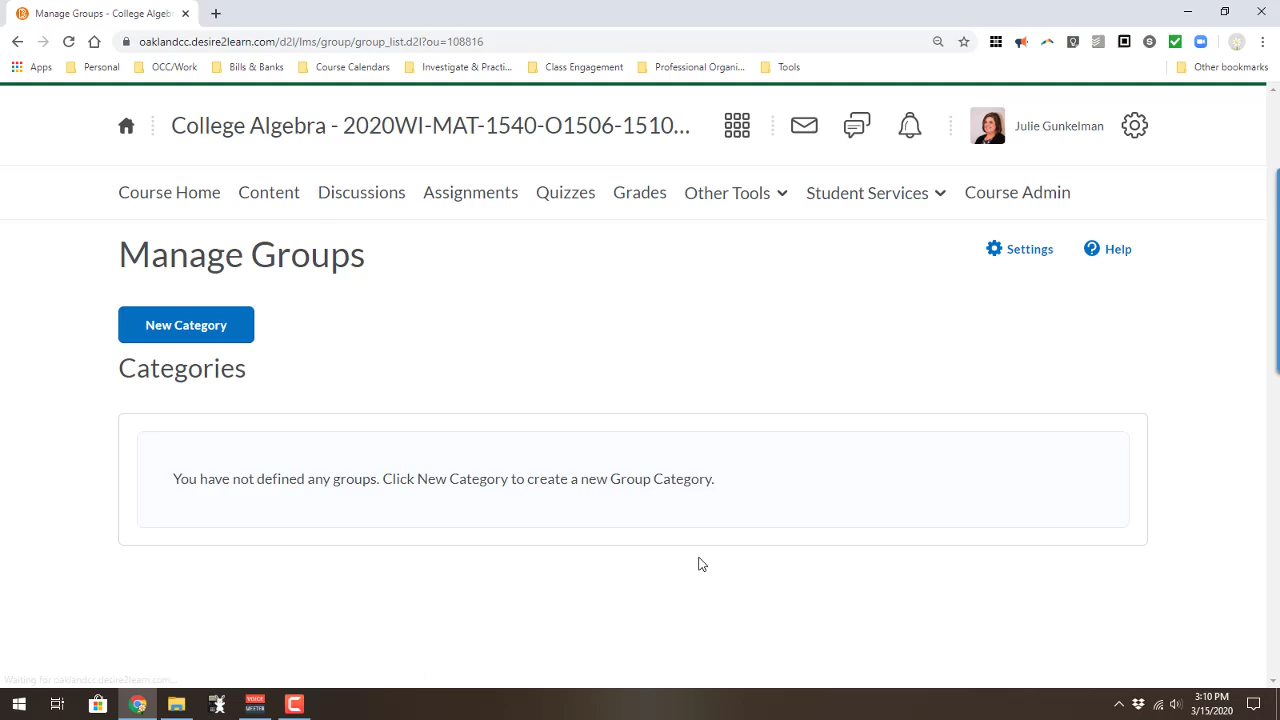 Manage Groups - College Algeb
oaklandcc.desire2learn.com/d2l/lms/group/group_list.d2l?ou=108816
Apps Personal OCC/Work Bills & Banks Course Calendars Investigate & Practi... Class Engagement Professional Organi... Tools Other bookmarks
College Algebra - 2020WI-MAT-1540-O1506-1510... Julie Gunkelman
Course Home Content Discussions Assignments Quizzes Grades Other Tools Student Services Course Admin
Manage Groups
Settings Help
New Category
Categories
You have not defined any groups. Click New Category to create a new Group Category.
Waiting for oaklandcc.desire2learn.com...
VOICE
MEETER
3:10 PM
3/15/2020